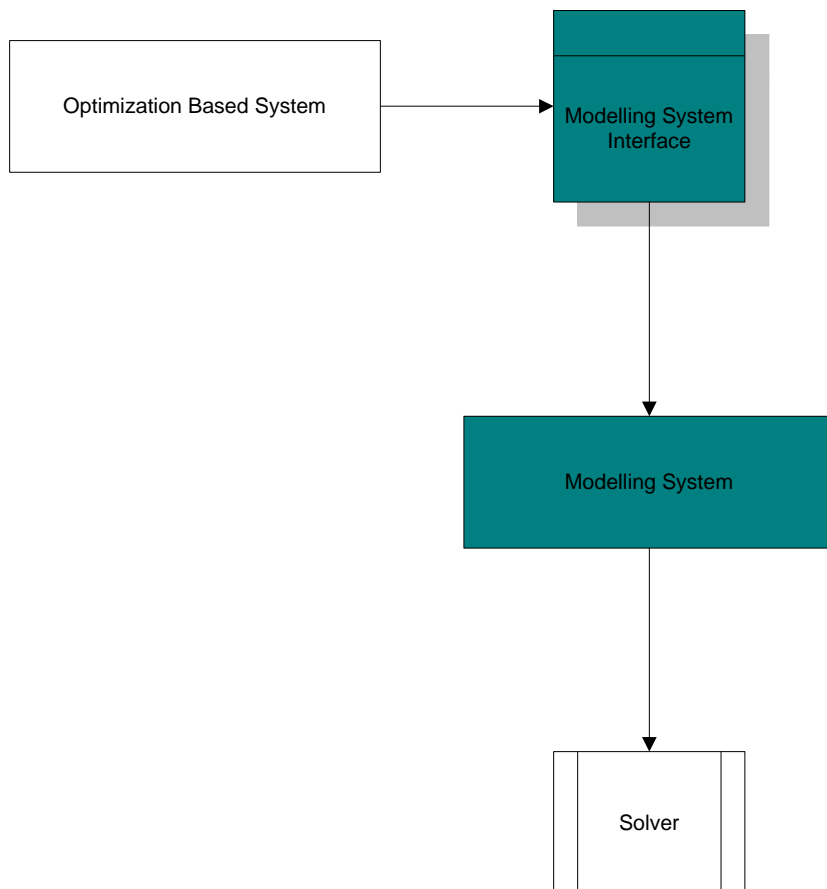 Optimization Based System
Modelling System
Interface
Modelling System
Solver